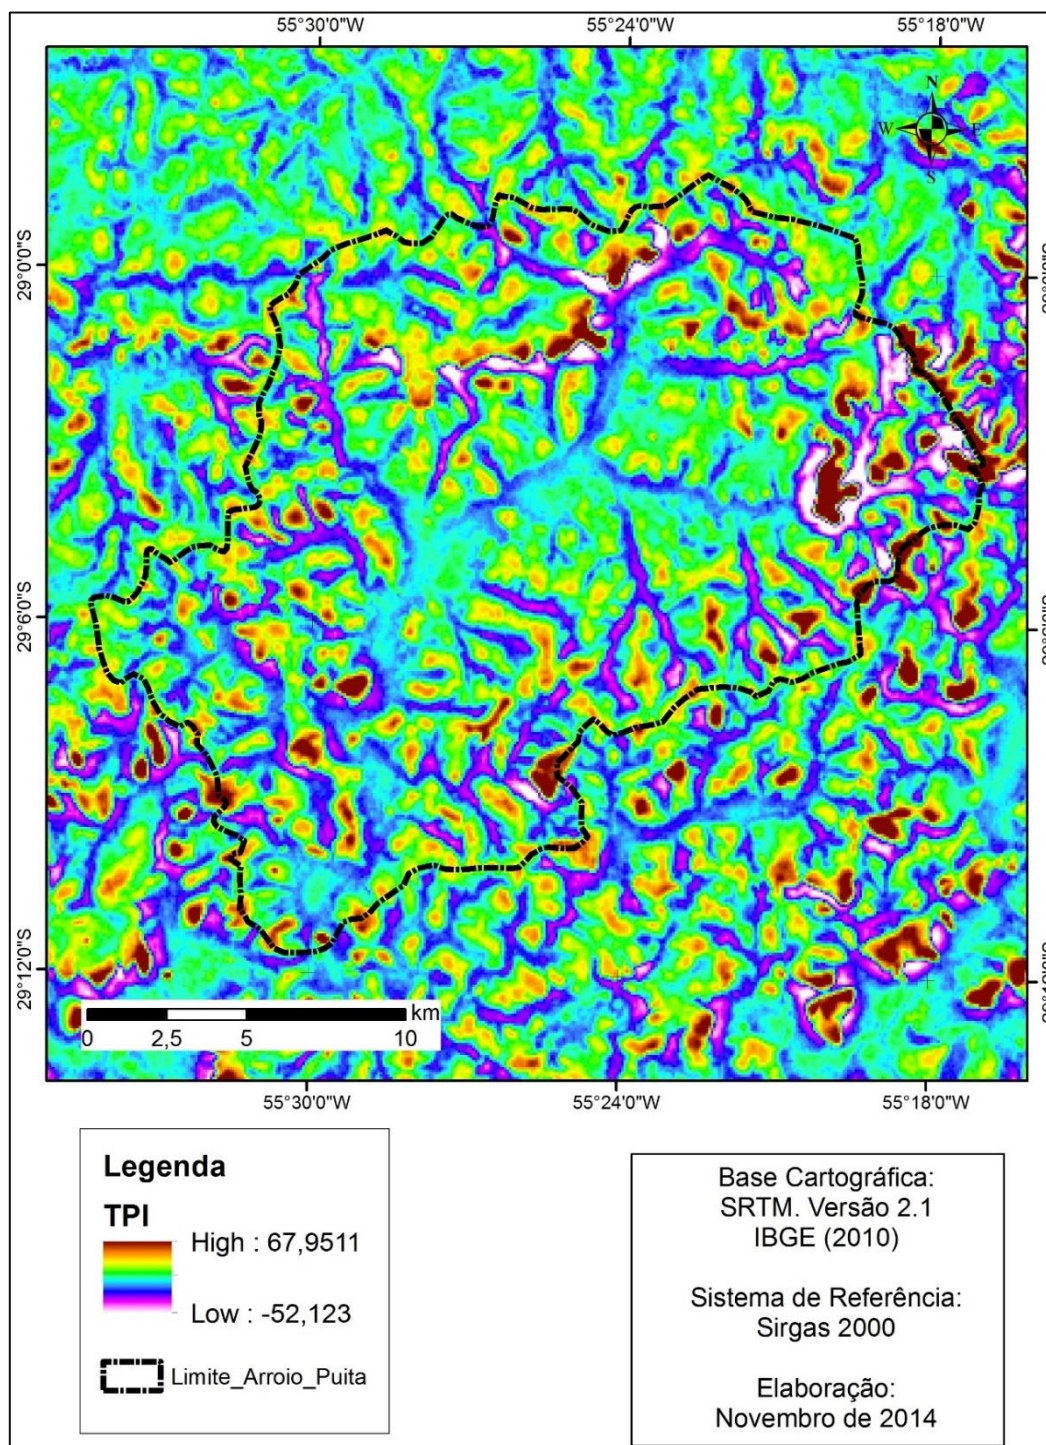 55°30'0"W 55°24'0"W 55°18'0"W
N
W E
S
29°0'0"S
29°6'0"S
29°12'0"S
km
0 2,5 5 10
55°30'0"W 55°24'0"W 55°18'0"W
Legenda
TPI
High : 67,9511
Low : -52,123
Limite_Arroio_Puita
Base Cartográfica:
SRTM. Versão 2.1
IBGE (2010)
Sistema de Referência:
Sirgas 2000
Elaboração:
Novembro de 2014